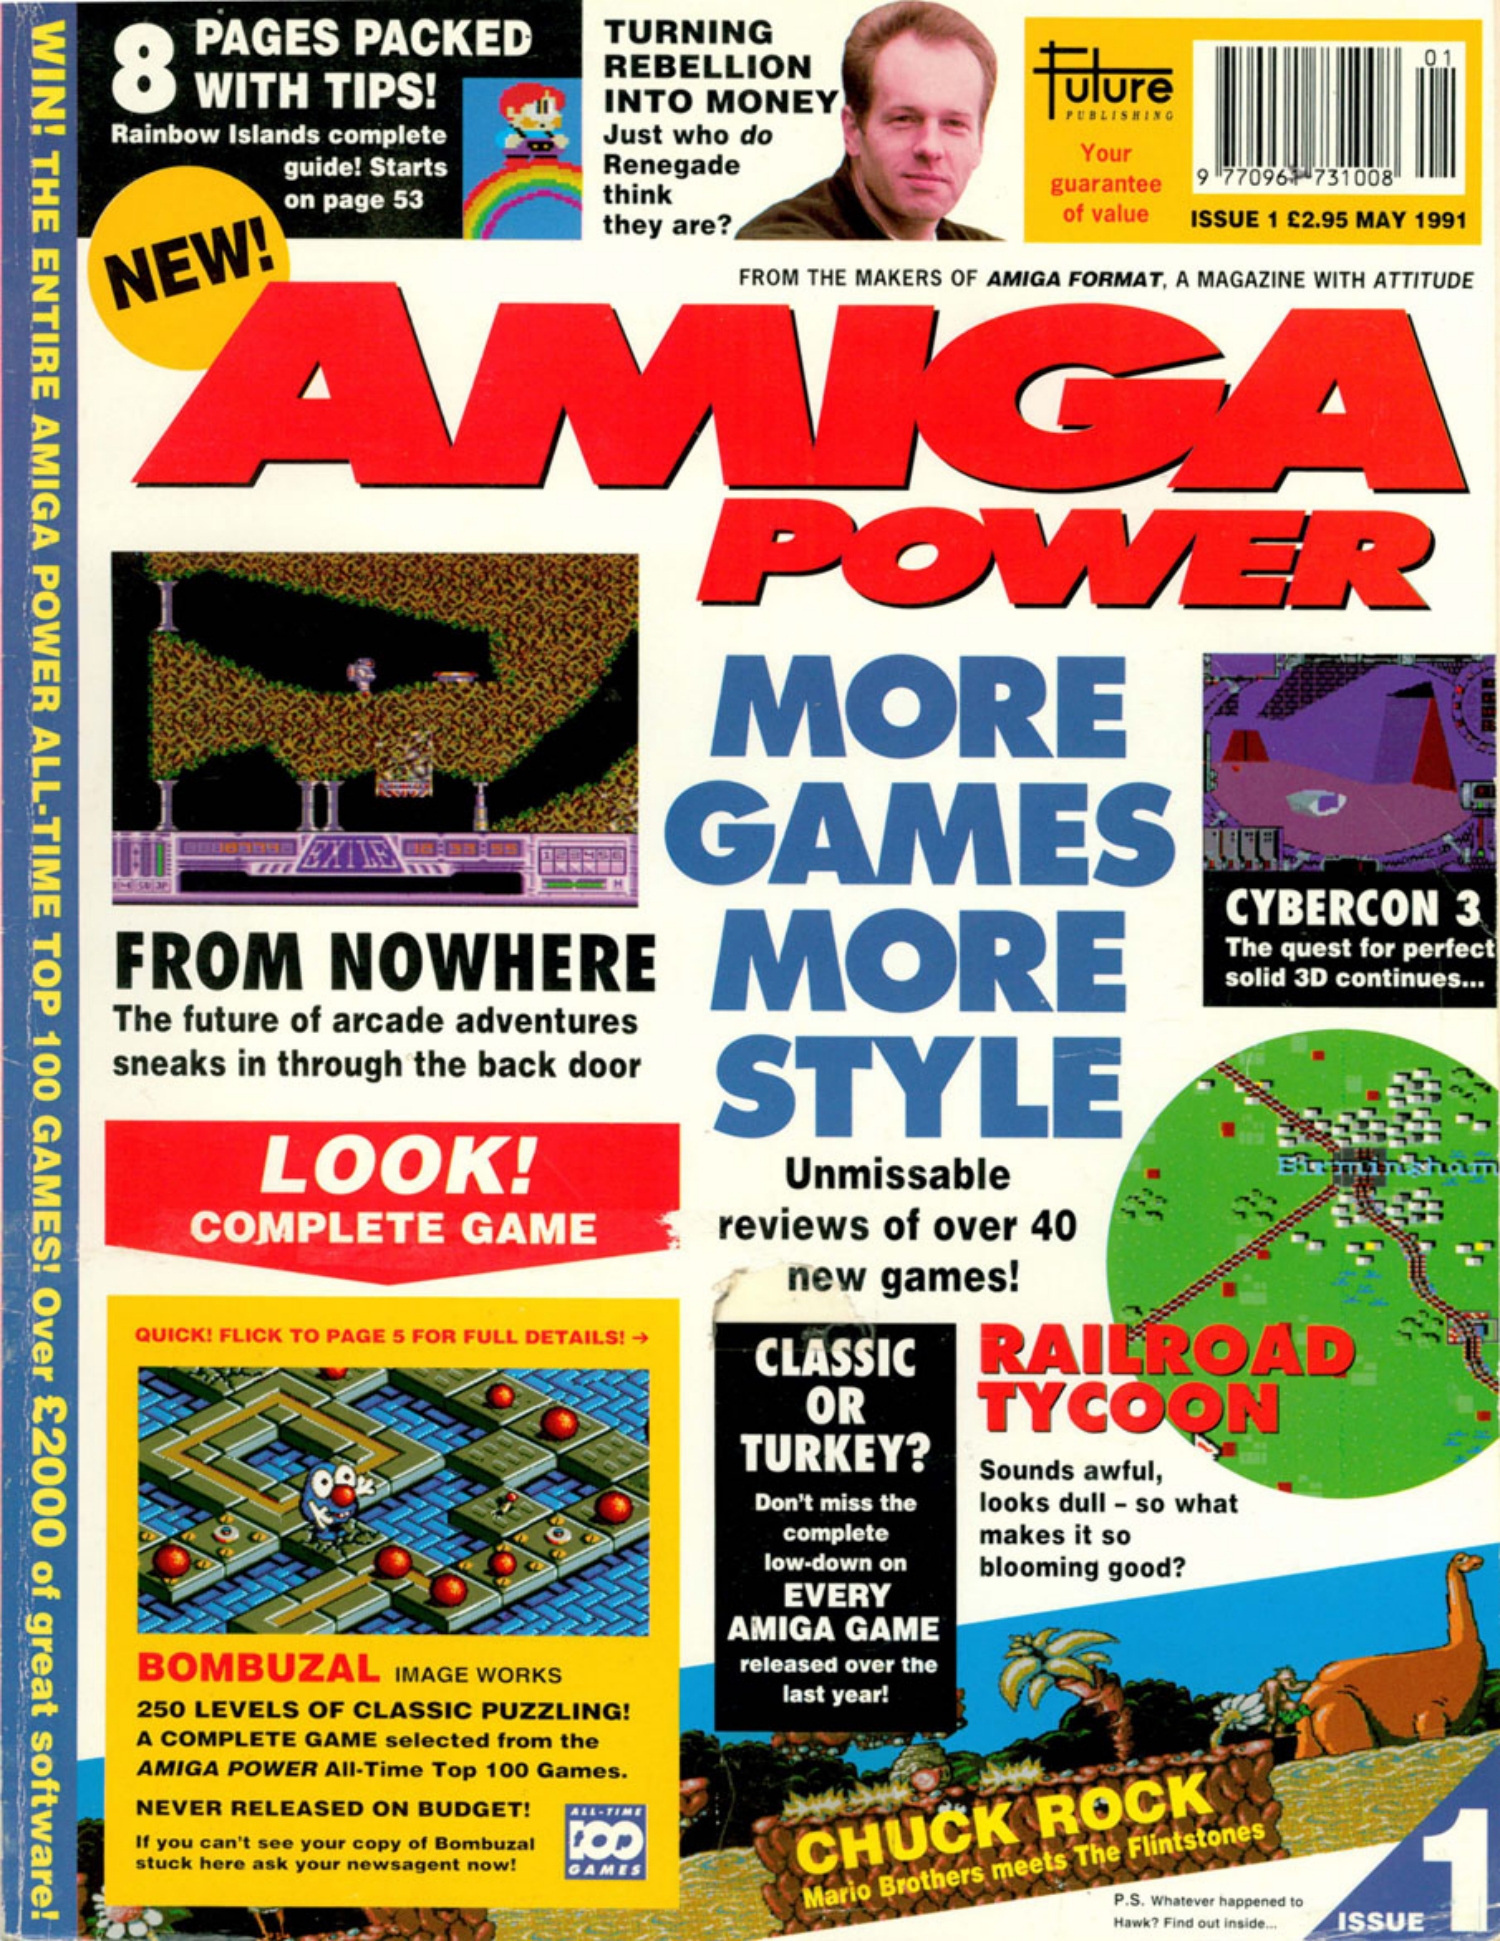 WIN! THE ENTIRE AMIGA POWER ALL-TIME TOP 100 GAMES! Over £2000 of great software!
8 PAGES PACKED
WITH TIPS!
Rainbow Islands complete
guide! Starts
on page 53
TURNING
REBELLION
INTO MONEY
Just who do
Renegade
think
they are?
Future
PUBLISHING
Your
guarantee
of value
01
9 770961 731008
ISSUE 1 £2.95 MAY 1991
NEW!
FROM THE MAKERS OF AMIGA FORMAT, A MAGAZINE WITH ATTITUDE
AMIGA
POWER
EXILE
FROM NOWHERE
The future of arcade adventures
sneaks in through the back door
MORE
GAMES
MORE
STYLE
Unmissable
reviews of over 40
new games!
CYBERCON 3
The quest for perfect
solid 3D continues...
Birmingham
RAILROAD
TYCOON
Sounds awful,
looks dull – so what
makes it so
blooming good?
LOOK!
COMPLETE GAME
QUICK! FLICK TO PAGE 5 FOR FULL DETAILS! →
BOMBUZAL IMAGE WORKS
250 LEVELS OF CLASSIC PUZZLING!
A COMPLETE GAME selected from the
AMIGA POWER All-Time Top 100 Games.
NEVER RELEASED ON BUDGET!
If you can't see your copy of Bombuzal
stuck here ask your newsagent now!
ALL-TIME
top
100
GAMES
CLASSIC
OR
TURKEY?
Don't miss the
complete
low-down on
EVERY
AMIGA GAME
released over the
last year!
CHUCK ROCK
Mario Brothers meets The Flintstones
P.S. Whatever happened to
Hawk? Find out inside...
ISSUE 1